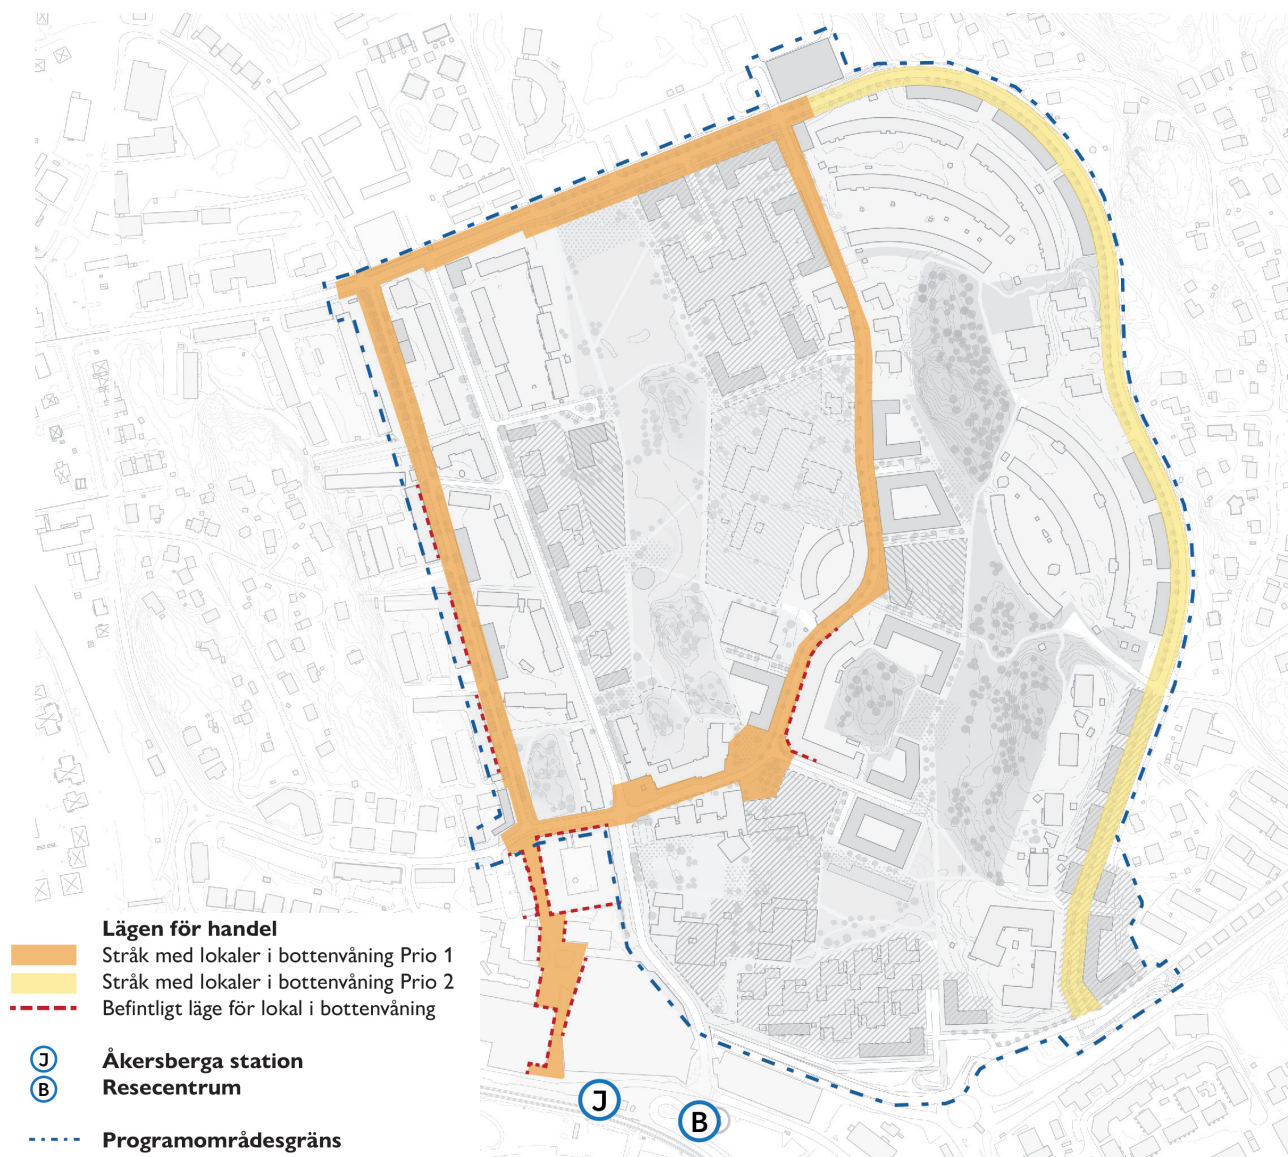 Lägen för handel
Stråk med lokaler i bottenvåning Prio 1
Stråk med lokaler i bottenvåning Prio 2
Befintligt läge för lokal i bottenvåning
J Åkersberga station
B Resecentrum
Programområdesgräns
J
B